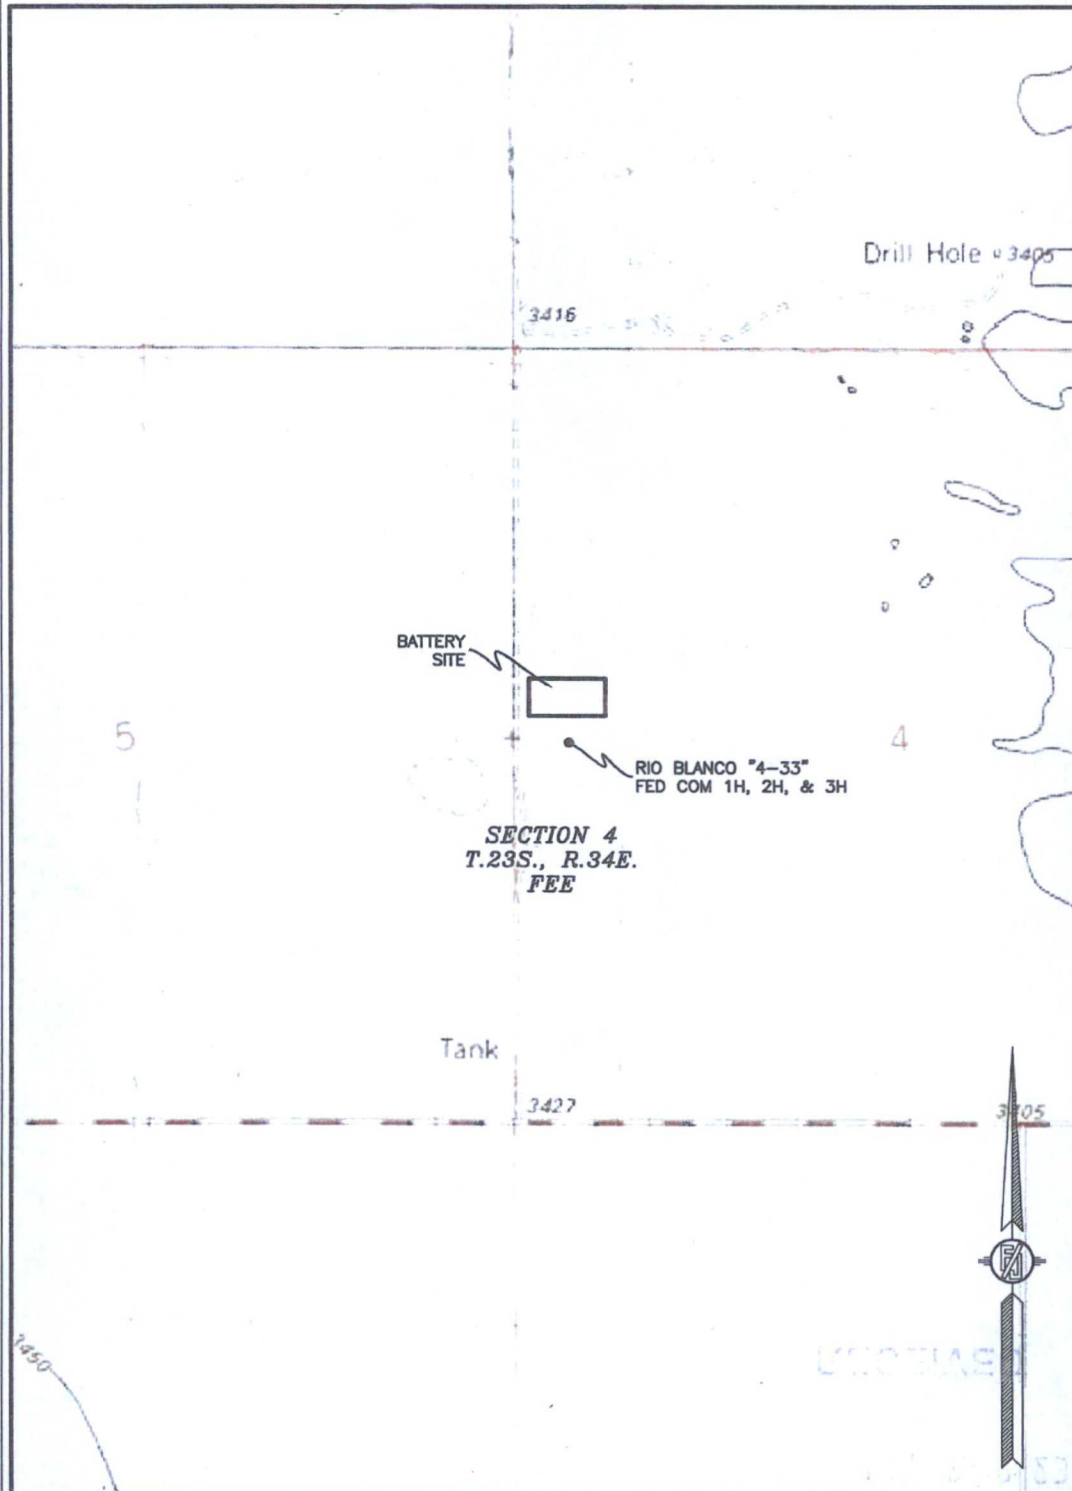 Drill Hole 3405
3416
BATTERY
SITE
5
4
RIO BLANCO "4-33"
FED COM 1H, 2H, & 3H
SECTION 4
T.23S., R.34E.
FEE
Tank
3427
3450